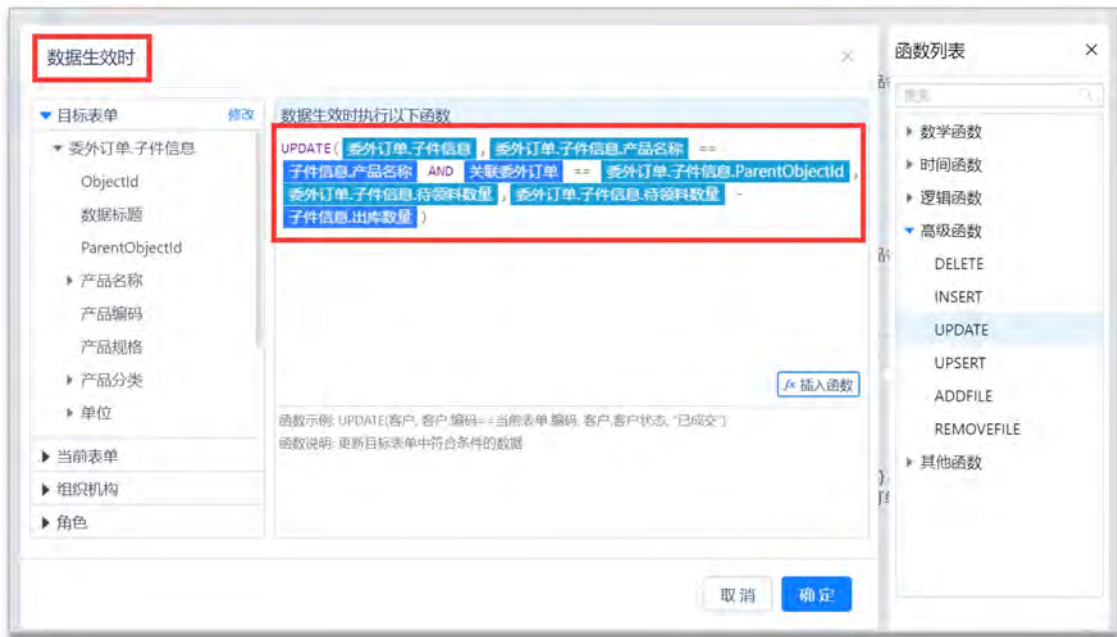 数据生效时
目标表单 修改
委外订单.子件信息
ObjectId
数据标题
ParentObjectId
产品名称
产品编码
产品规格
产品分类
单位
当前表单
组织机构
角色
数据生效时执行以下函数
UPDATE( 委外订单.子件信息 , 委外订单.子件信息.产品名称 ==
子件信息.产品名称 AND 关联委外订单 == 委外订单.子件信息.ParentObjectId ,
委外订单.子件信息.待领料数量 , 委外订单.子件信息.待领料数量 -
子件信息.出库数量 )
fx 插入函数
函数示例: UPDATE(客户, 客户.编码==当前表单.编码, 客户.客户状态, "已成交")
函数说明: 更新目标表单中符合条件的数据
取消 确定
函数列表
搜索
数学函数
时间函数
逻辑函数
高级函数
DELETE
INSERT
UPDATE
UPSERT
ADDFILE
REMOVEFILE
其他函数